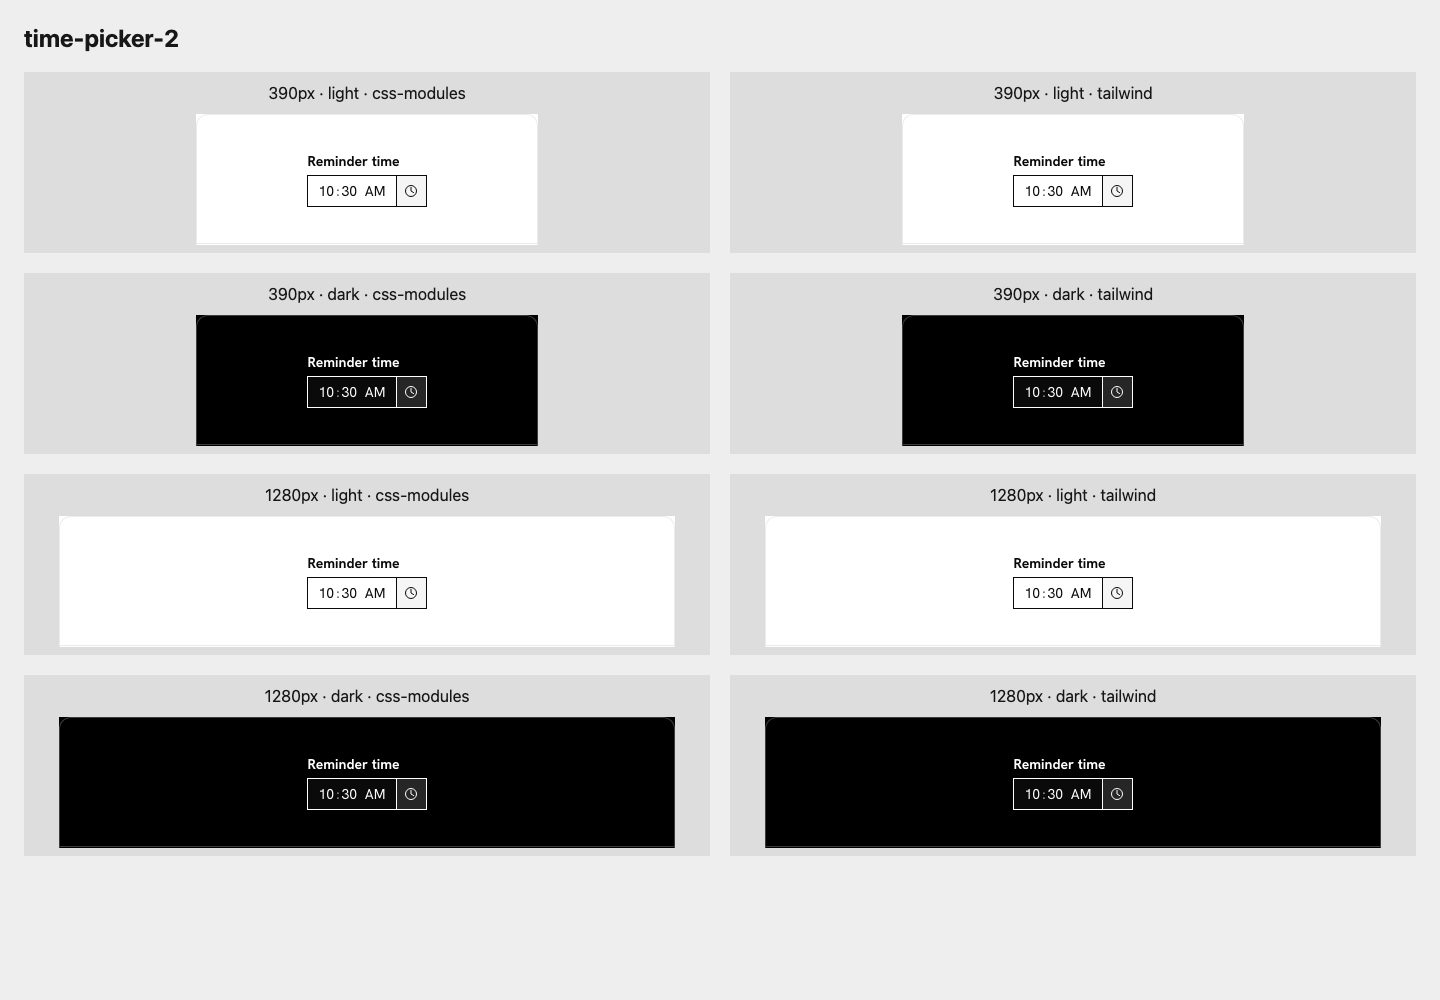 time-picker-2
390px · light · css-modules
Reminder time
10:30 AM
390px · light · tailwind
Reminder time
10:30 AM
390px · dark · css-modules
Reminder time
10:30 AM
390px · dark · tailwind
Reminder time
10:30 AM
1280px · light · css-modules
Reminder time
10:30 AM
1280px · light · tailwind
Reminder time
10:30 AM
1280px · dark · css-modules
Reminder time
10:30 AM
1280px · dark · tailwind
Reminder time
10:30 AM